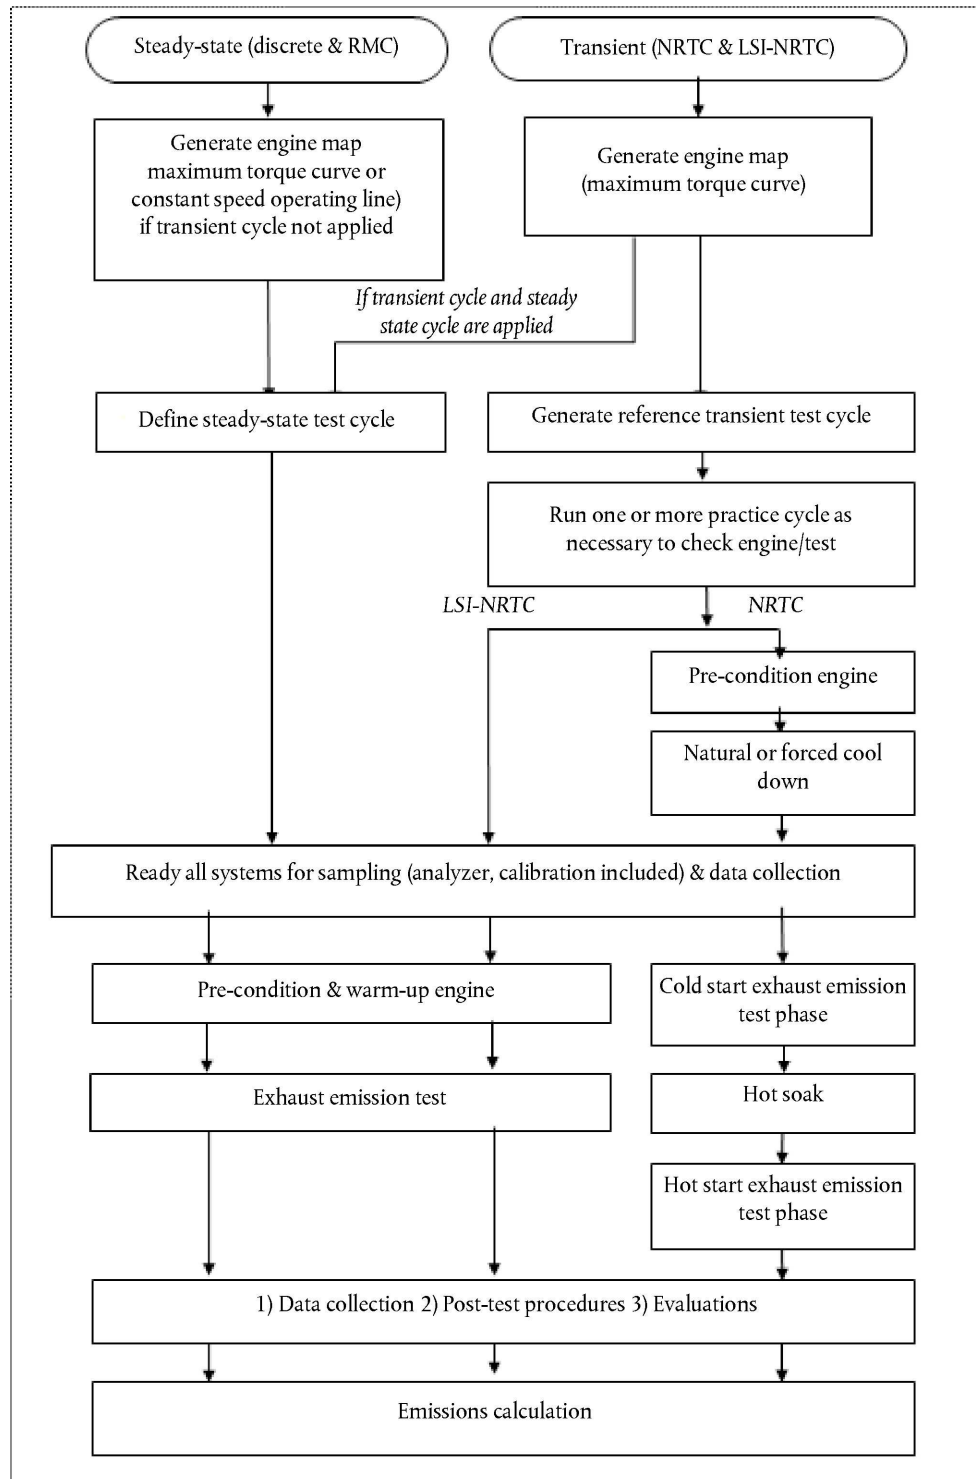 Steady-state (discrete & RMC)
Transient (NRTC & LSI-NRTC)
Generate engine map
maximum torque curve or
constant speed operating line)
if transient cycle not applied
Generate engine map
(maximum torque curve)
If transient cycle and steady
state cycle are applied
Define steady-state test cycle
Generate reference transient test cycle
Run one or more practice cycle as
necessary to check engine/test
LSI-NRTC
NRTC
Pre-condition engine
Natural or forced cool
down
Ready all systems for sampling (analyzer, calibration included) & data collection
Pre-condition & warm-up engine
Cold start exhaust emission
test phase
Exhaust emission test
Hot soak
Hot start exhaust emission
test phase
1) Data collection 2) Post-test procedures 3) Evaluations
Emissions calculation